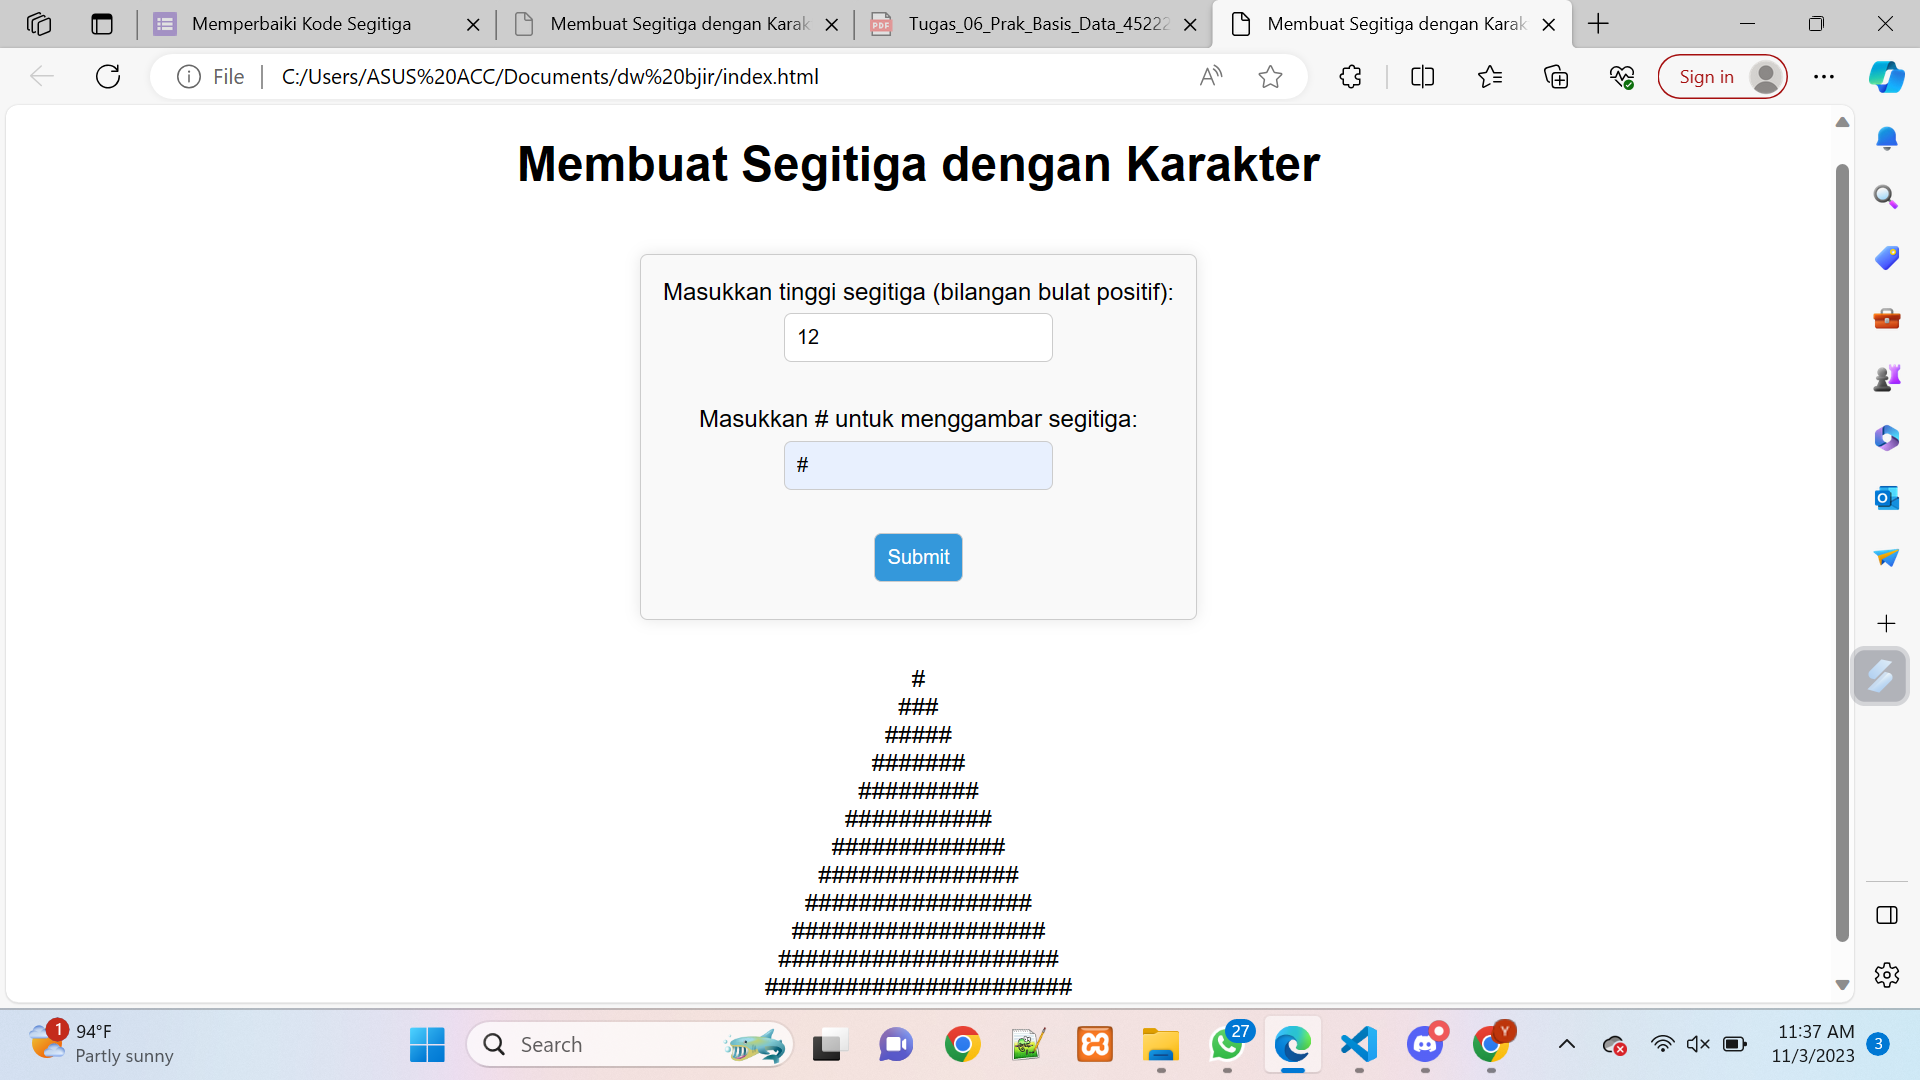 Memperbaiki Kode Segitiga
Membuat Segitiga dengan Karak
Tugas_06_Prak_Basis_Data_45222
Membuat Segitiga dengan Karak
File
C:/Users/ASUS%20ACC/Documents/dw%20bjir/index.html
Sign in
Membuat Segitiga dengan Karakter
Masukkan tinggi segitiga (bilangan bulat positif):
12
Masukkan # untuk menggambar segitiga:
#
Submit
#
###
#####
#######
#########
###########
#############
###############
#################
###################
#####################
#######################
1
94°F
Partly sunny
Search
27
Y
11:37 AM
11/3/2023
3